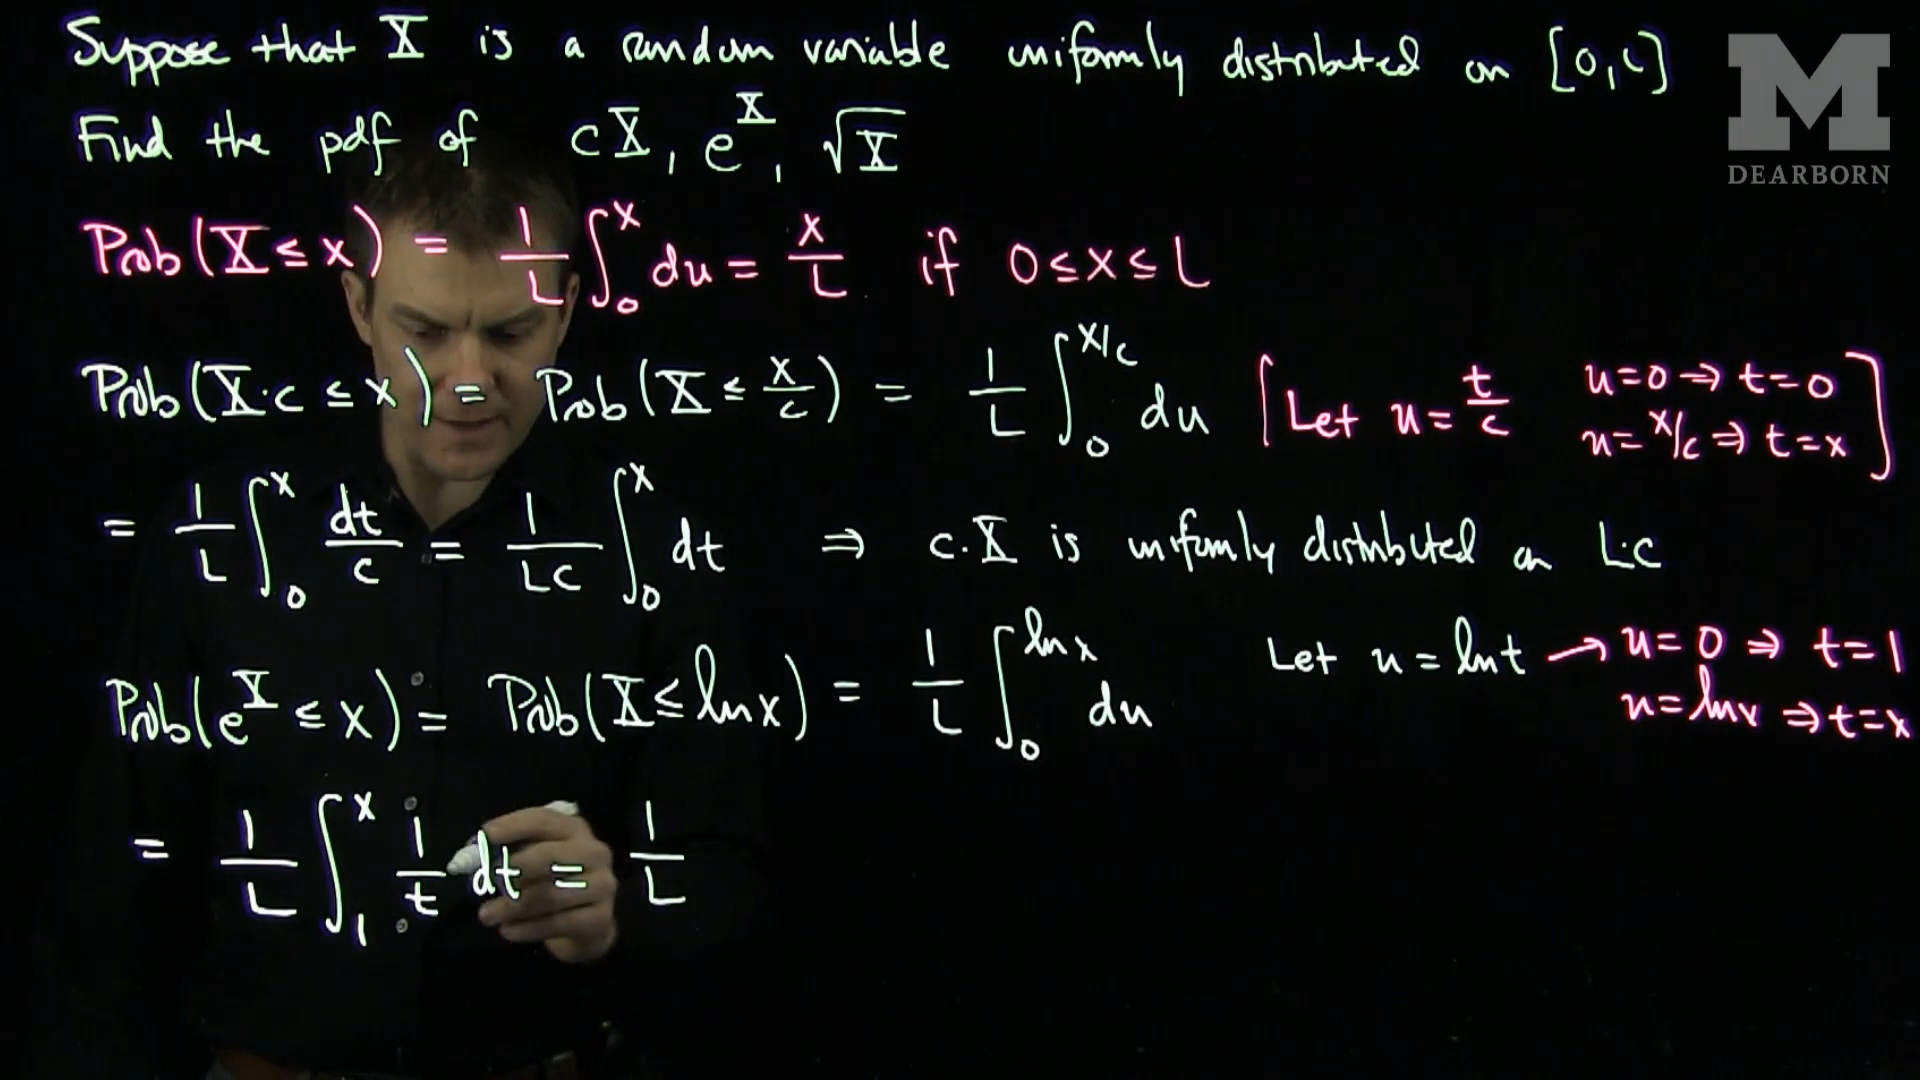 Suppose that X is a random variable uniformly distributed on [0, L]
M
DEARBORN
Find the pdf of cX, e^X, √X
Prob(X ≤ x) = 1/L ∫_0^x du = x/L if 0 ≤ x ≤ L
Prob(X·c ≤ x) = Prob(X ≤ x/c) = 1/L ∫_0^{x/c} du [Let u = t/c u=0 ⇒ t=0
u=x/c ⇒ t=x]
= 1/L ∫_0^x dt/c = 1/LC ∫_0^x dt ⇒ c.X is uniformly distributed on L·C
Prob(e^X ≤ x) = Prob(X ≤ ln x) = 1/L ∫_0^{ln x} du Let u = ln t → u=0 ⇒ t=1
u=ln x ⇒ t=x
= 1/L ∫_1^x 1/t dt = 1/L